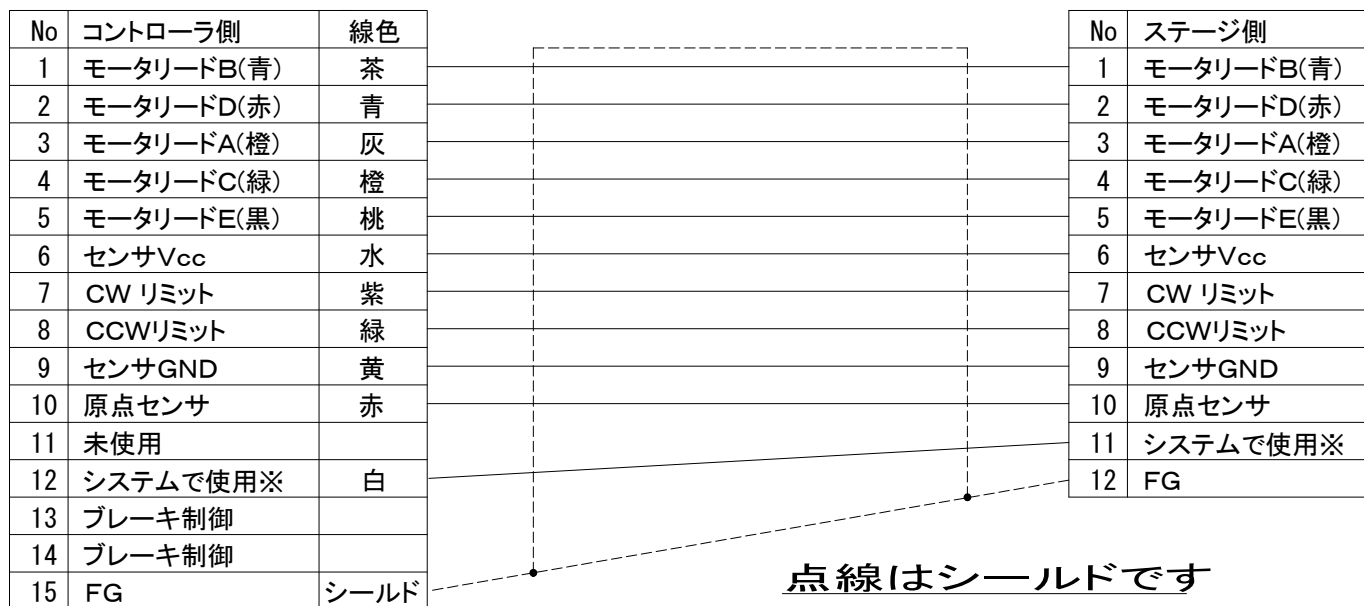 No コントローラ側 線色 No ステージ側
1 モータリードB(青) 茶 1 モータリードB(青)
2 モータリードD(赤) 青 2 モータリードD(赤)
3 モータリードA(橙) 灰 3 モータリードA(橙)
4 モータリードC(緑) 橙 4 モータリードC(緑)
5 モータリードE(黒) 桃 5 モータリードE(黒)
6 センサVcc 水 6 センサVcc
7 CW リミット 紫 7 CW リミット
8 CCWリミット 緑 8 CCWリミット
9 センサGND 黄 9 センサGND
10 原点センサ 赤 10 原点センサ
11 未使用 11 システムで使用※
12 システムで使用※ 白 12 FG
13 ブレーキ制御
14 ブレーキ制御
15 FG シールド
点線はシールドです